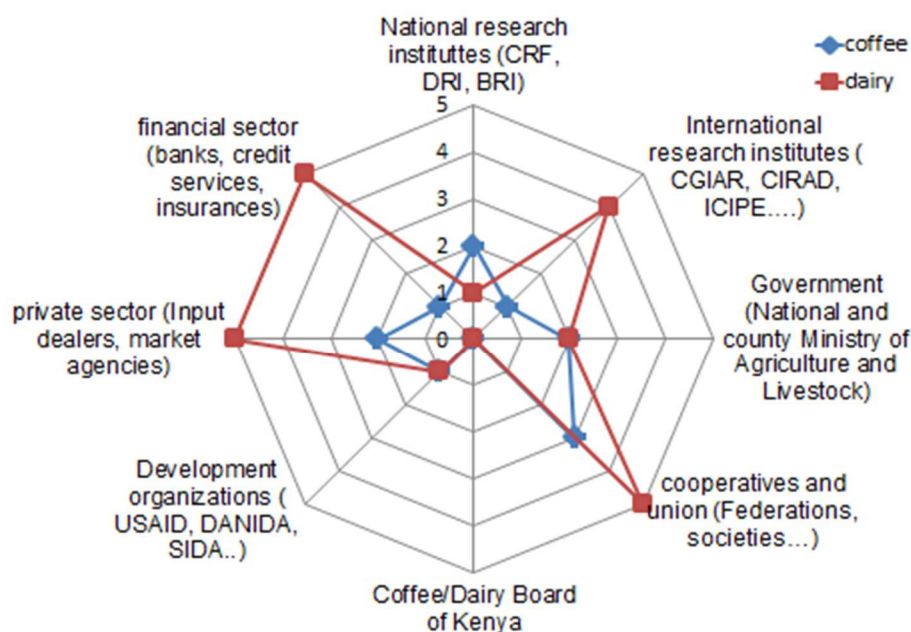 National research
instituttes (CRF,
DRI, BRI)
coffee
dairy
financial sector
(banks, credit
services,
insurances)
International
research institutes (
CGIAR, CIRAD,
ICIPE....)
5
4
3
2
1
0
private sector (Input
dealers, market
agencies)
Government
(National and
county Ministry of
Agriculture and
Livestock)
Development
organizations (
USAID, DANIDA,
SIDA..)
cooperatives and
union (Federations,
societies...)
Coffee/Dairy Board
of Kenya